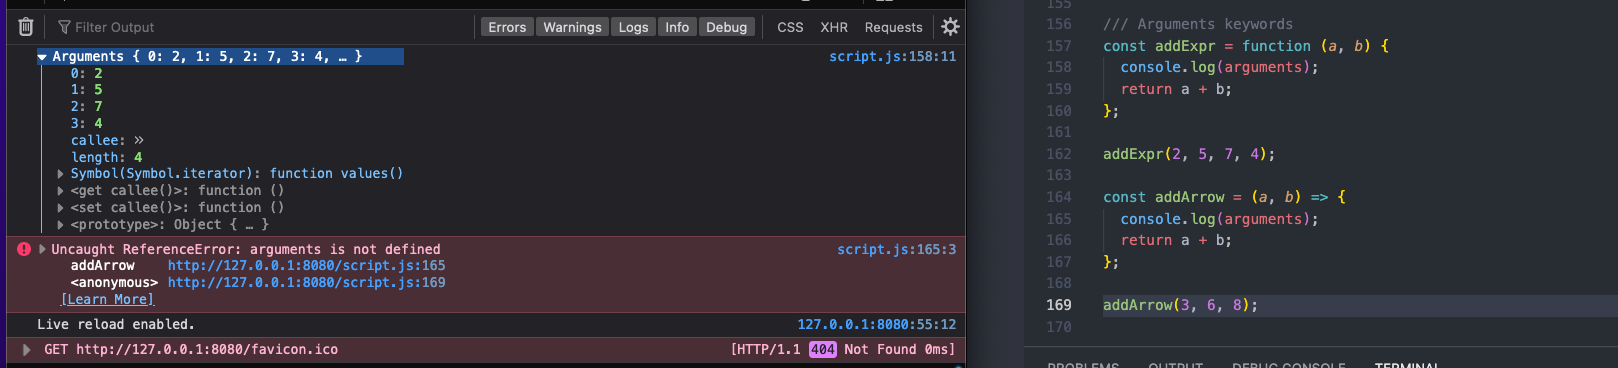 Filter Output
Errors Warnings Logs Info Debug CSS XHR Requests
Arguments { 0: 2, 1: 5, 2: 7, 3: 4, … } script.js:158:11
0: 2
1: 5
2: 7
3: 4
callee: »
length: 4
Symbol(Symbol.iterator): function values()
<get callee()>: function ()
<set callee()>: function ()
<prototype>: Object { … }
Uncaught ReferenceError: arguments is not defined script.js:165:3
addArrow http://127.0.0.1:8080/script.js:165
<anonymous> http://127.0.0.1:8080/script.js:169
[Learn More]
Live reload enabled. 127.0.0.1:8080:55:12
GET http://127.0.0.1:8080/favicon.ico [HTTP/1.1 404 Not Found 0ms]
155
156 /// Arguments keywords
157 const addExpr = function (a, b) {
158 console.log(arguments);
159 return a + b;
160 };
161
162 addExpr(2, 5, 7, 4);
163
164 const addArrow = (a, b) => {
165 console.log(arguments);
166 return a + b;
167 };
168
169 addArrow(3, 6, 8);
170
PROBLEMS OUTPUT DEBUG CONSOLE TERMINAL